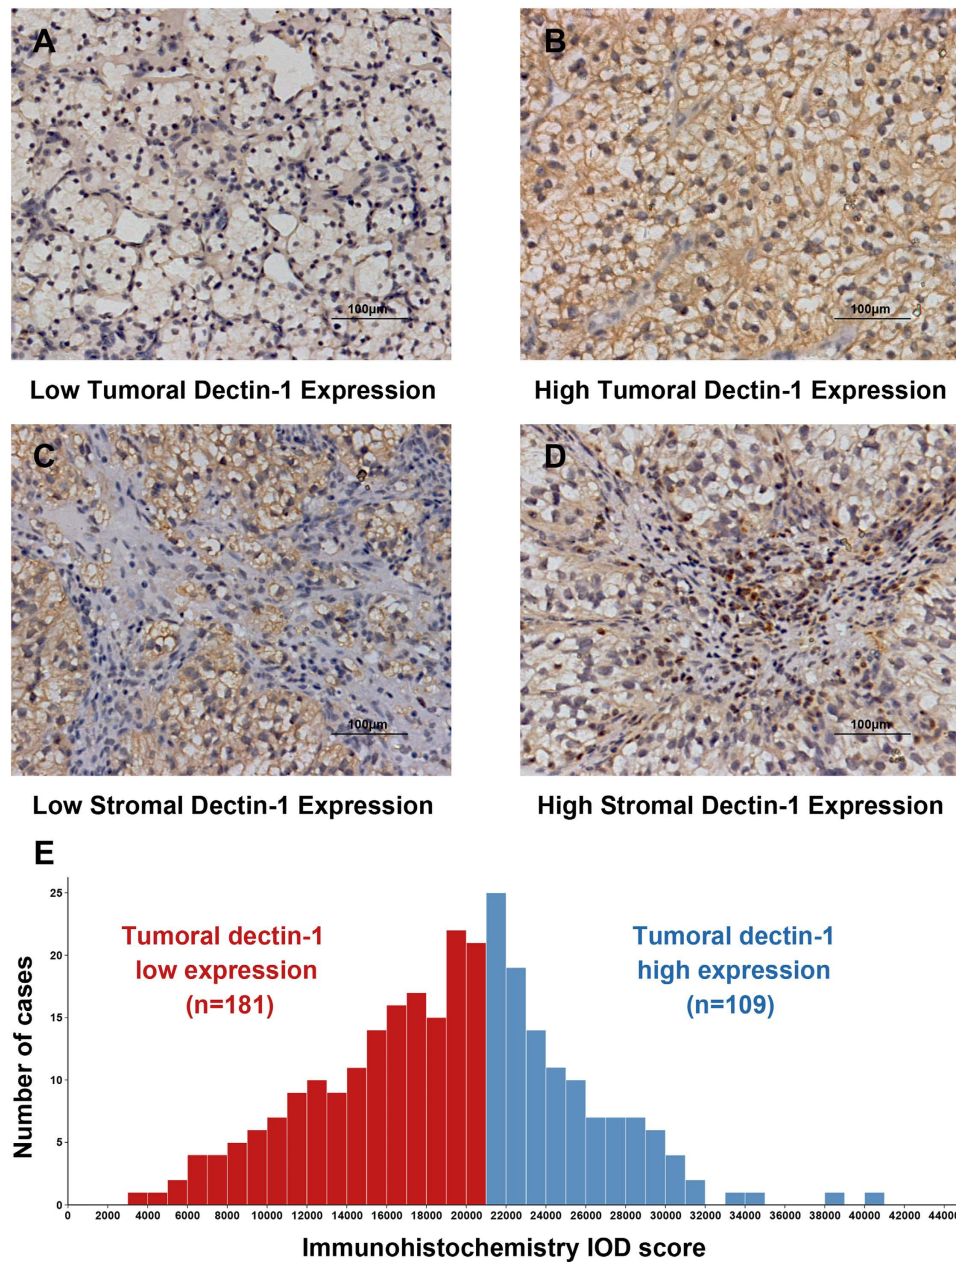 A
B
100µm
100µm
Low Tumoral Dectin-1 Expression
High Tumoral Dectin-1 Expression
C
D
100µm
100µm
Low Stromal Dectin-1 Expression
High Stromal Dectin-1 Expression
E
25
20
15
10
5
0
Number of cases
Tumoral dectin-1
low expression
(n=181)
Tumoral dectin-1
high expression
(n=109)
0 2000 4000 6000 8000 10000 12000 14000 16000 18000 20000 22000 24000 26000 28000 30000 32000 34000 36000 38000 40000 42000 44000
Immunohistochemistry IOD score